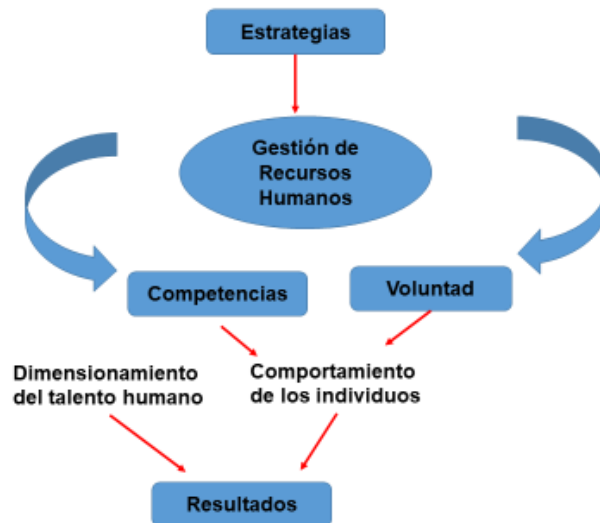 Estrategias
Gestión de
Recursos
Humanos
Competencias
Voluntad
Dimensionamiento
del talento humano
Comportamiento
de los individuos
Resultados